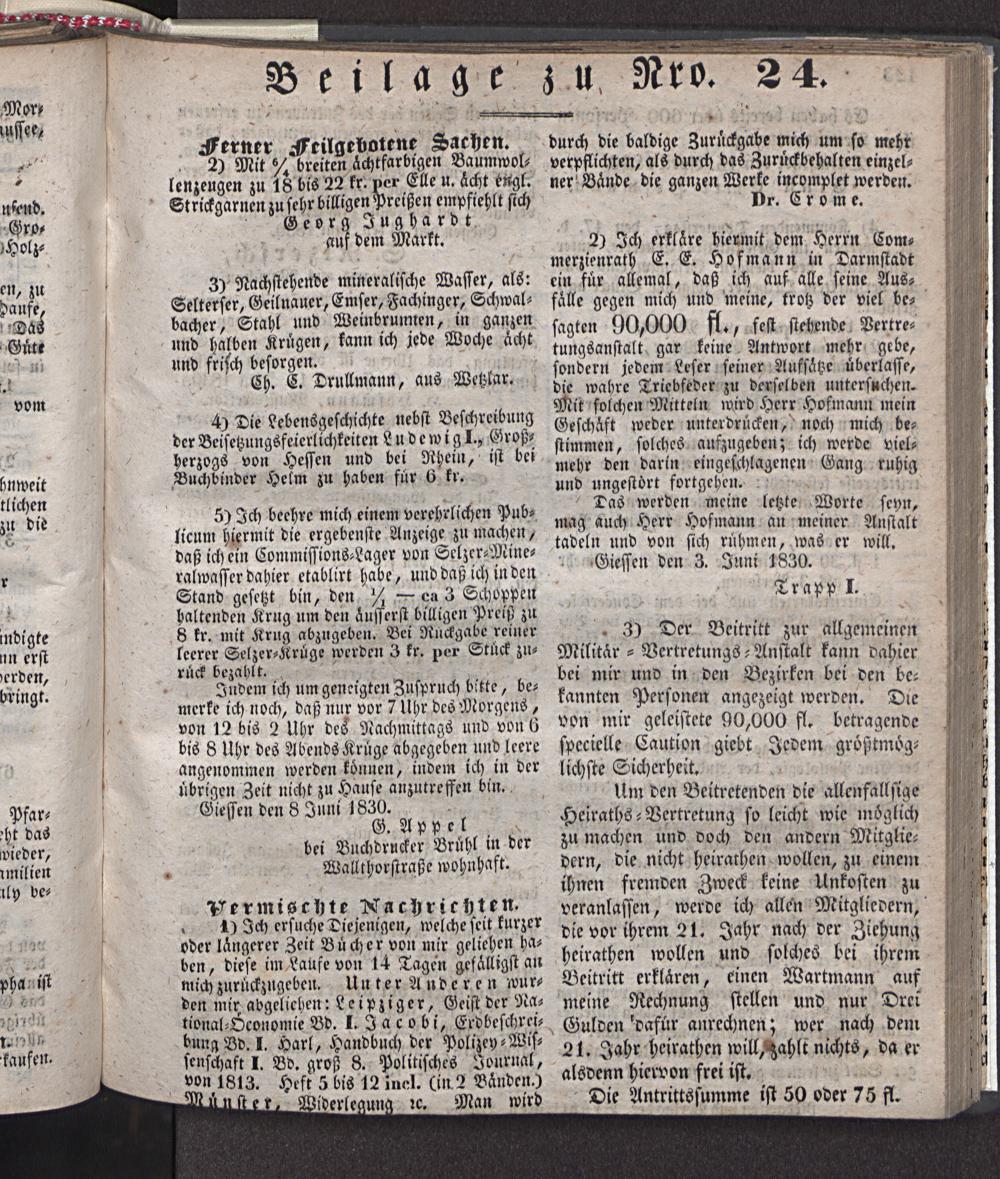 Beilage zu Nro. 24.
Ferner Feilgebotene Sachen.
2) Mit 6/4 breiten ächtfarbigen Baumwol-
lenzeugen zu 18 bis 22 kr. per Elle u. ächt engl.
Strickgarnen zu sehr billigen Preißen empfiehlt sich
Georg Jughardt
auf dem Markt.
3) Nachstehende mineralische Wasser, als:
Selterser, Geilnauer, Emser, Fachinger, Schwal-
bacher, Stahl und Weinbrunnen, in ganzen
und halben Krügen, kann ich jede Woche ächt
und frisch besorgen.
Ch. C. Drullmann, aus Wetzlar.
4) Die Lebensgeschichte nebst Beschreibung
der Beisetzungsfeierlichkeiten Ludewig I., Groß-
herzogs von Hessen und bei Rhein, ist bei
Buchbinder Helm zu haben für 6 kr.
5) Ich beehre mich einem verehrlichen Pub-
licum hiermit die ergebenste Anzeige zu machen,
daß ich ein Commissions-Lager von Selzer-Mine-
ralwasser dahier etablirt habe, und daß ich in den
Stand gesetzt bin, den 1/1 — ca 3 Schoppen
haltenden Krug um den äusserst billigen Preiß zu
8 kr. mit Krug abzugeben. Bei Rückgabe reiner
leerer Selzer-Krüge werden 3 kr. per Stück zu-
rück bezahlt.
Indem ich um geneigten Zuspruch bitte, be-
merke ich noch, daß nur vor 7 Uhr des Morgens,
von 12 bis 2 Uhr des Nachmittags und von 6
bis 8 Uhr des Abends Krüge abgegeben und leere
angenommen werden können, indem ich in der
übrigen Zeit nicht zu Hause anzutreffen bin.
Giessen den 8 Juni 1830.
G. Appel
bei Buchdrucker Brühl in der
Wallthorstraße wohnhaft.
Vermischte Nachrichten.
1) Ich ersuche Diejenigen, welche seit kurzer
oder längerer Zeit Bücher von mir geliehen ha-
ben, diese im Laufe von 14 Tagen gefälligst an
mich zurückzugeben. Unter Anderen wur-
den mir abgeliehen: Leipziger, Geist der Na-
tional-Oconomie Bd. I. Jacobi, Erdbeschrei-
bung Bd. I. Harl, Handbuch der Polizey-Wis-
senschaft I. Bd. groß 8. Politisches Journal,
von 1813. Heft 5 bis 12 incl. (in 2 Bänden.)
Münster, Widerlegung ꝛc. Man wird
durch die baldige Zurückgabe mich um so mehr
verpflichten, als durch das Zurückbehalten einzel-
ner Bände die ganzen Werke incomplet werden.
Dr. Crome.
2) Ich erkläre hiermit dem Herrn Com-
merzienrath E. E. Hofmann in Darmstadt
ein für allemal, daß ich auf alle seine Aus-
fälle gegen mich und meine, trotz der viel be-
sagten 90,000 fl., fest stehende Vertre-
tungsanstalt gar keine Antwort mehr gebe,
sondern jedem Leser seiner Aufsätze überlasse,
die wahre Triebfeder zu derselben untersuchen.
Mit solchen Mitteln wird Herr Hofmann mein
Geschäft weder unterdrücken, noch mich be-
stimmen, solches aufzugeben; ich werde viel-
mehr den darin eingeschlagenen Gang ruhig
und ungestört fortgehen.
Das werden meine letzte Worte seyn,
mag auch Herr Hofmann an meiner Anstalt
tadeln und von sich rühmen, was er will.
Giessen den 3. Juni 1830.
Trapp I.
3) Der Beitritt zur allgemeinen
Militär-Vertretungs-Anstalt kann dahier
bei mir und in den Bezirken bei den be-
kannten Personen angezeigt werden. Die
von mir geleistete 90,000 fl. betragende
specielle Caution giebt Jedem größtmög-
lichste Sicherheit.
Um den Beitretenden die allenfallsige
Heiraths-Vertretung so leicht wie möglich
zu machen und doch den andern Mitglie-
dern, die nicht heirathen wollen, zu einem
ihnen fremden Zweck keine Unkosten zu
veranlassen, werde ich allen Mitgliedern,
die vor ihrem 21. Jahr nach der Ziehung
heirathen wollen und solches bei ihrem
Beitritt erklären, einen Wartmann auf
meine Rechnung stellen und nur Drei
Gulden dafür anrechnen; wer nach dem
21. Jahr heirathen will, zahlt nichts, da er
alsdenn hiervon frei ist.
Die Antrittssumme ist 50 oder 75 fl.